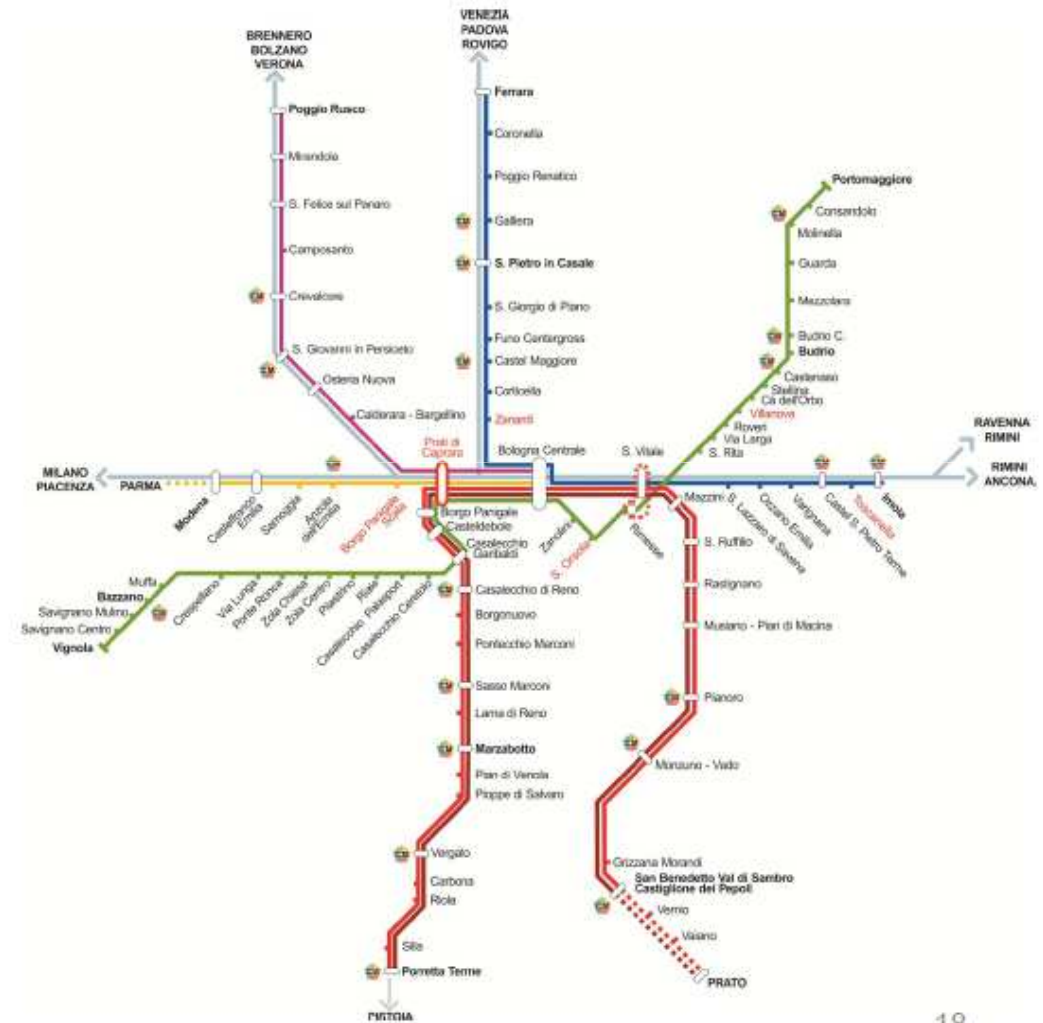 BRENNERO
BOLZANO
VERONA
VENEZIA
PADOVA
ROVIGO
Poggio Rusco
Mirandola
S. Felice sul Panaro
Camposanto
Crevalcore
S. Giovanni in Persiceto
Osteria Nuova
Calderara - Bargellino
Ferrara
Coronella
Poggio Renatico
Galliera
S. Pietro in Casale
S. Giorgio di Piano
Funo Centergross
Castel Maggiore
Corticella
Zanardi
Portomaggiore
Consandolo
Molinella
Guarda
Mezzolara
Budrio C.
Budrio
Castenaso
Stellina
Cà dell'Orbo
Villanova
Roveri
Via Larga
S. Rita
RAVENNA
RIMINI
RIMINI
ANCONA
MILANO
PIACENZA
PARMA
Modena
Castelfranco
Emilia
Samoggia
Anzola
dell'Emilia
Borgo Panigale
Scala
Prati di
Caprara
Bologna Centrale
S. Vitale
Zanolini
S. Orsola
Rimesse
Mazzini
S. Lazzaro di Savena
Ozzano Emilia
Varignana
Castel S. Pietro Terme
Toscanella
Imola
Borgo Panigale
Casteldebole
Casalecchio
Garibaldi
Muffa
Bazzano
Savignano Mulino
Savignano Centro
Vignola
Crespellano
Via Lunga
Ponte Ronca
Zola Chiesa
Zola Centro
Pilastrino
Riale
Casalecchio Palasport
Casalecchio Ceretolo
Casalecchio di Reno
Borgonuovo
Pontecchio Marconi
Sasso Marconi
Lama di Reno
Marzabotto
Pian di Venola
Pioppe di Salvaro
Vergato
Carbona
Riola
Silla
Porretta Terme
PISTOIA
S. Ruffillo
Rastignano
Musiano - Pian di Macina
Pianoro
Monzuno - Vado
Grizzana Morandi
San Benedetto Val di Sambro
Castiglione dei Pepoli
Vernio
Vaiano
PRATO